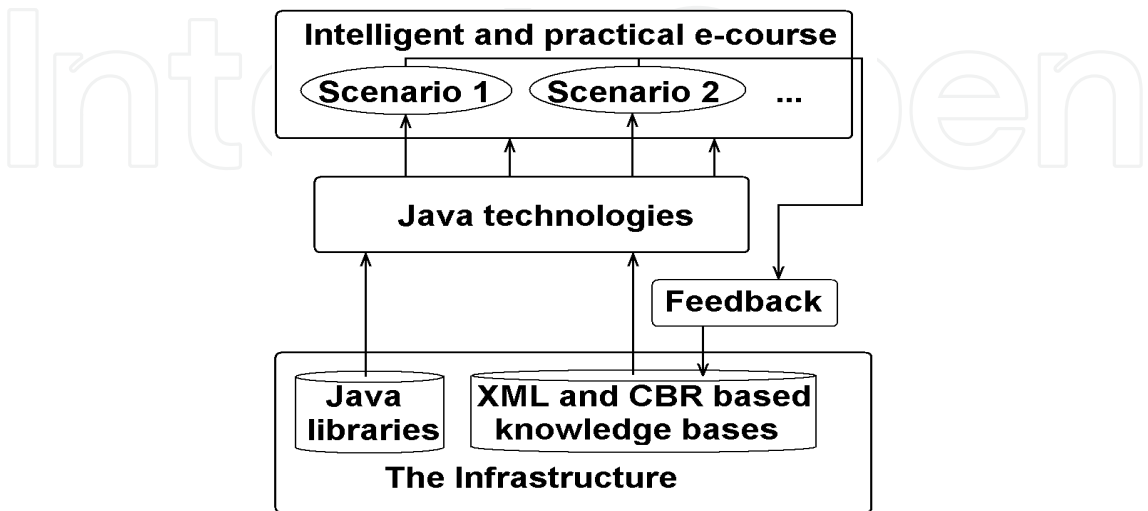 Intelligent and practical e-course
Scenario 1
Scenario 2
...
Java technologies
Feedback
Java
libraries
XML and CBR based
knowledge bases
The Infrastructure